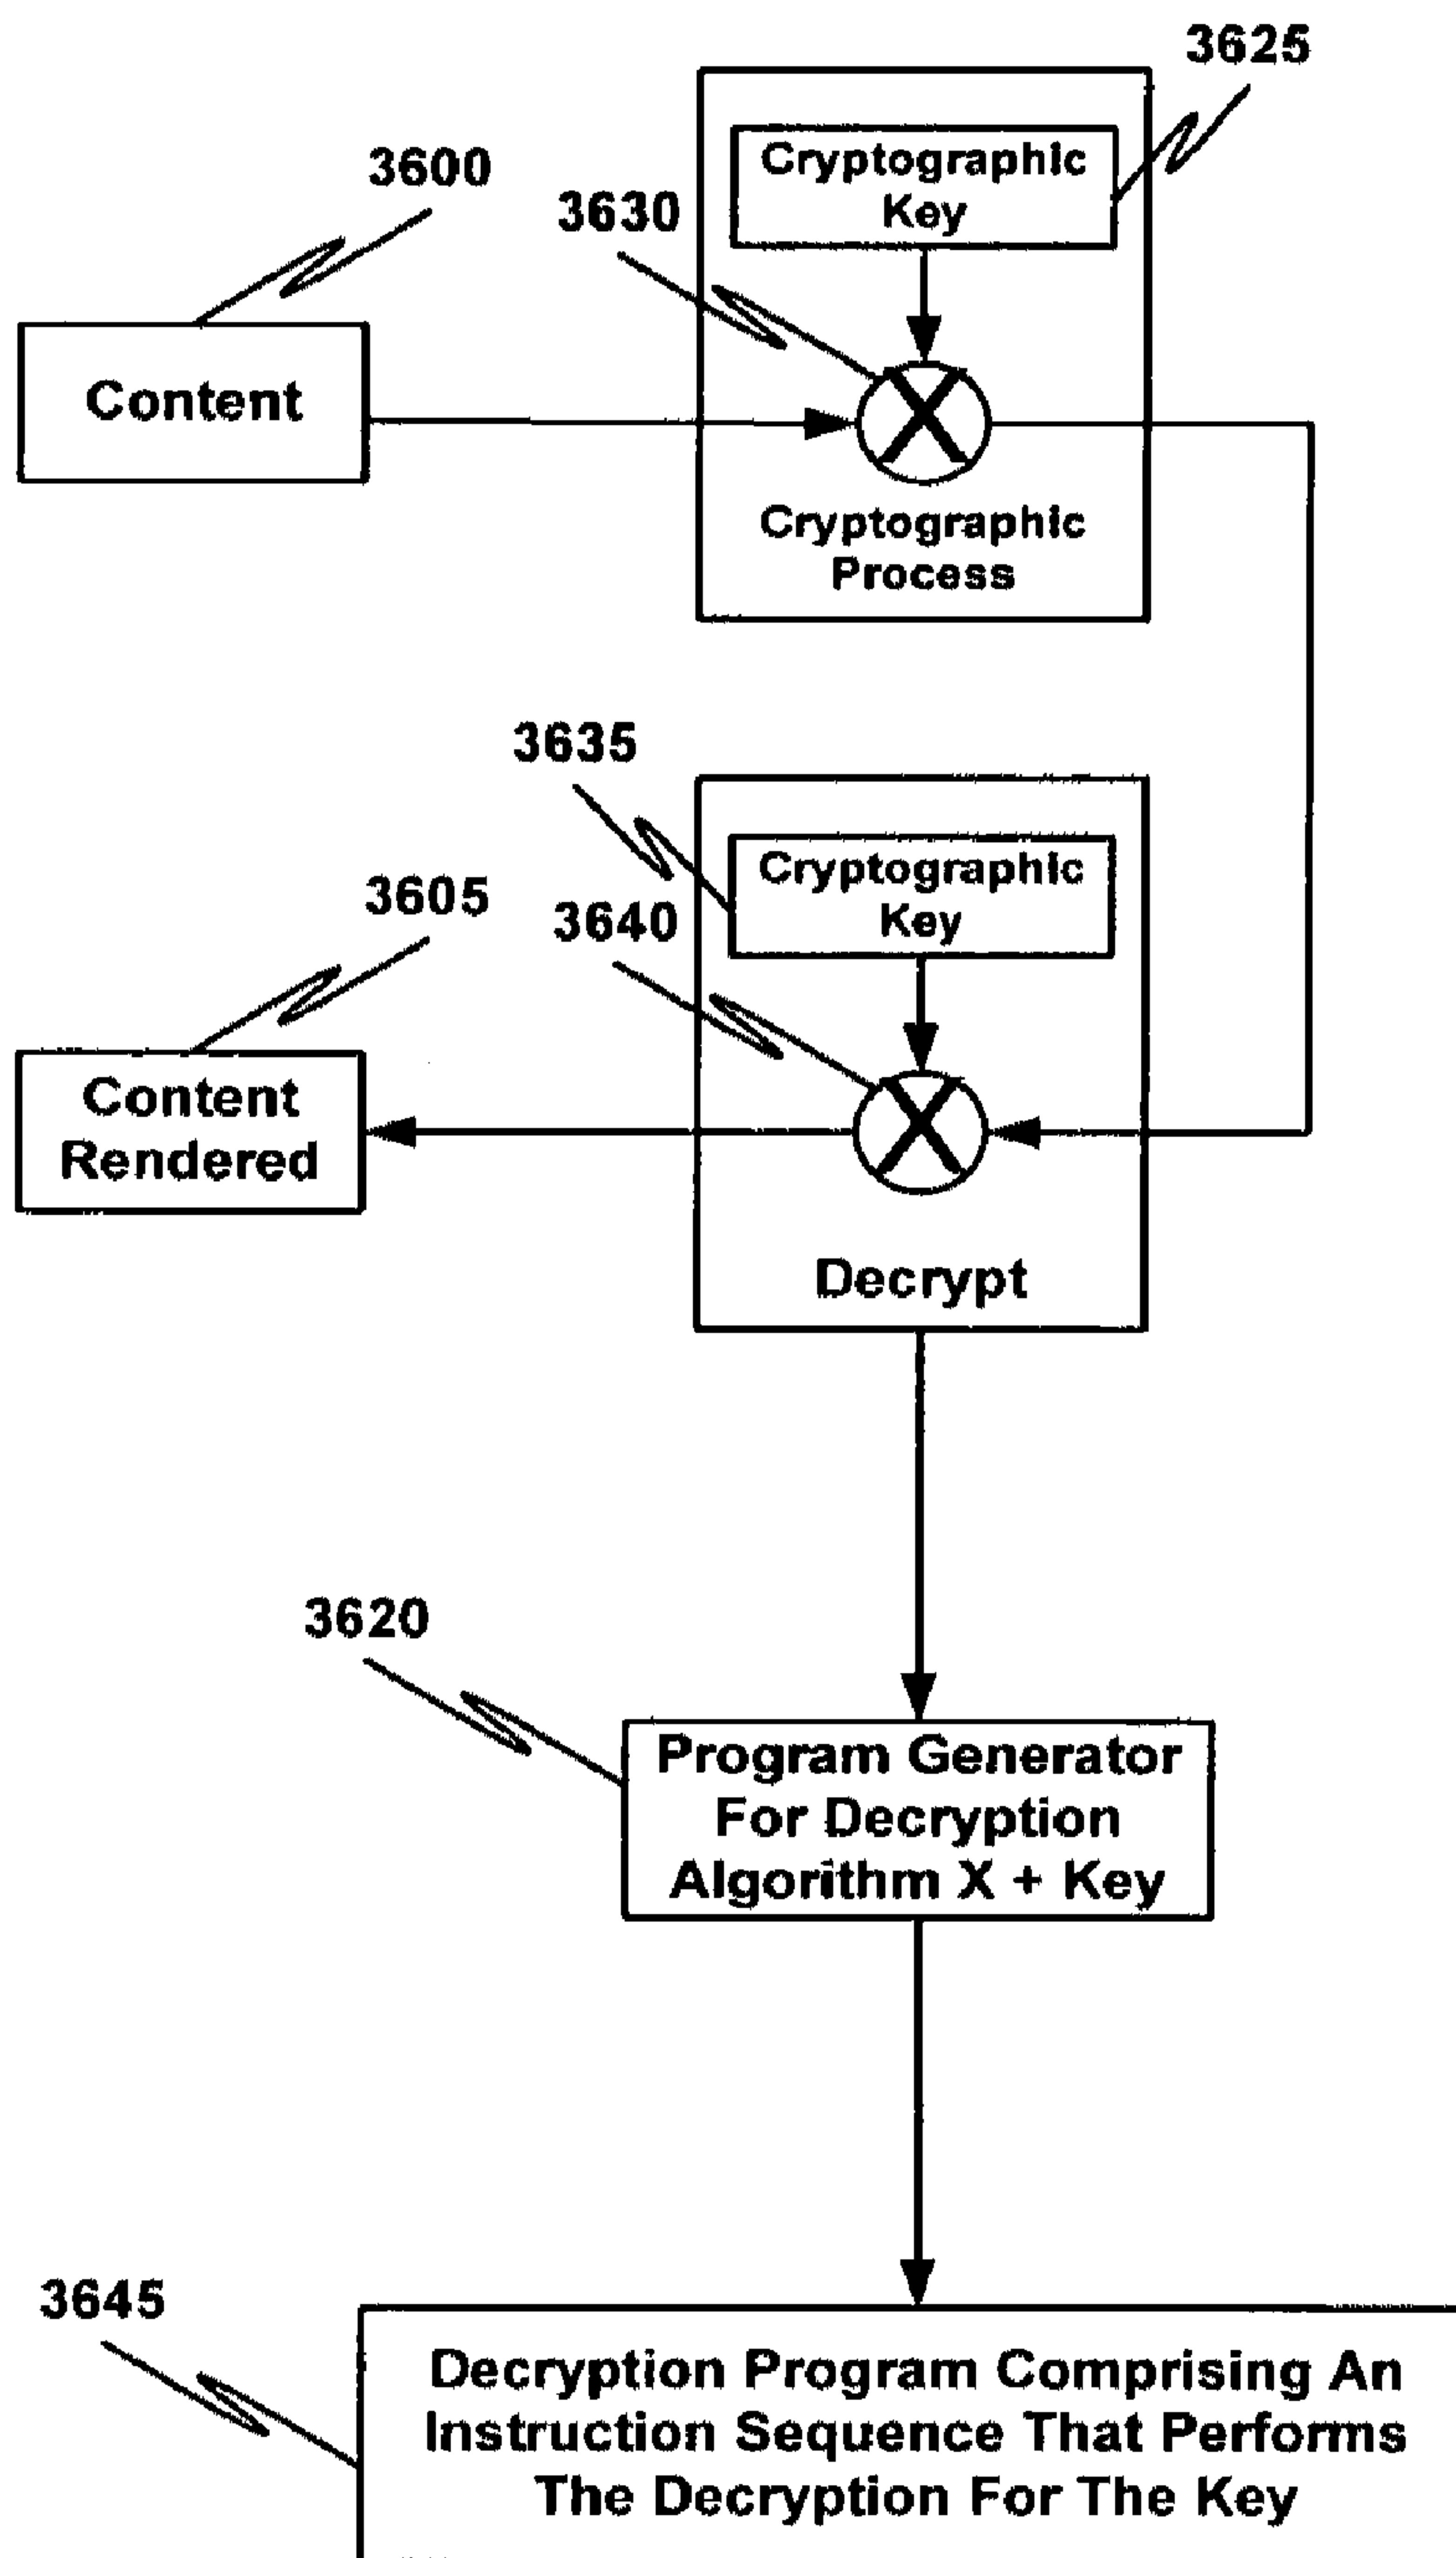 3625
Cryptographic
Key
3600
3630
Content
X
Cryptographic
Process
3635
Cryptographic
Key
3605
3640
Content
Rendered
X
Decrypt
3620
Program Generator
For Decryption
Algorithm X + Key
3645
Decryption Program Comprising An
Instruction Sequence That Performs
The Decryption For The Key